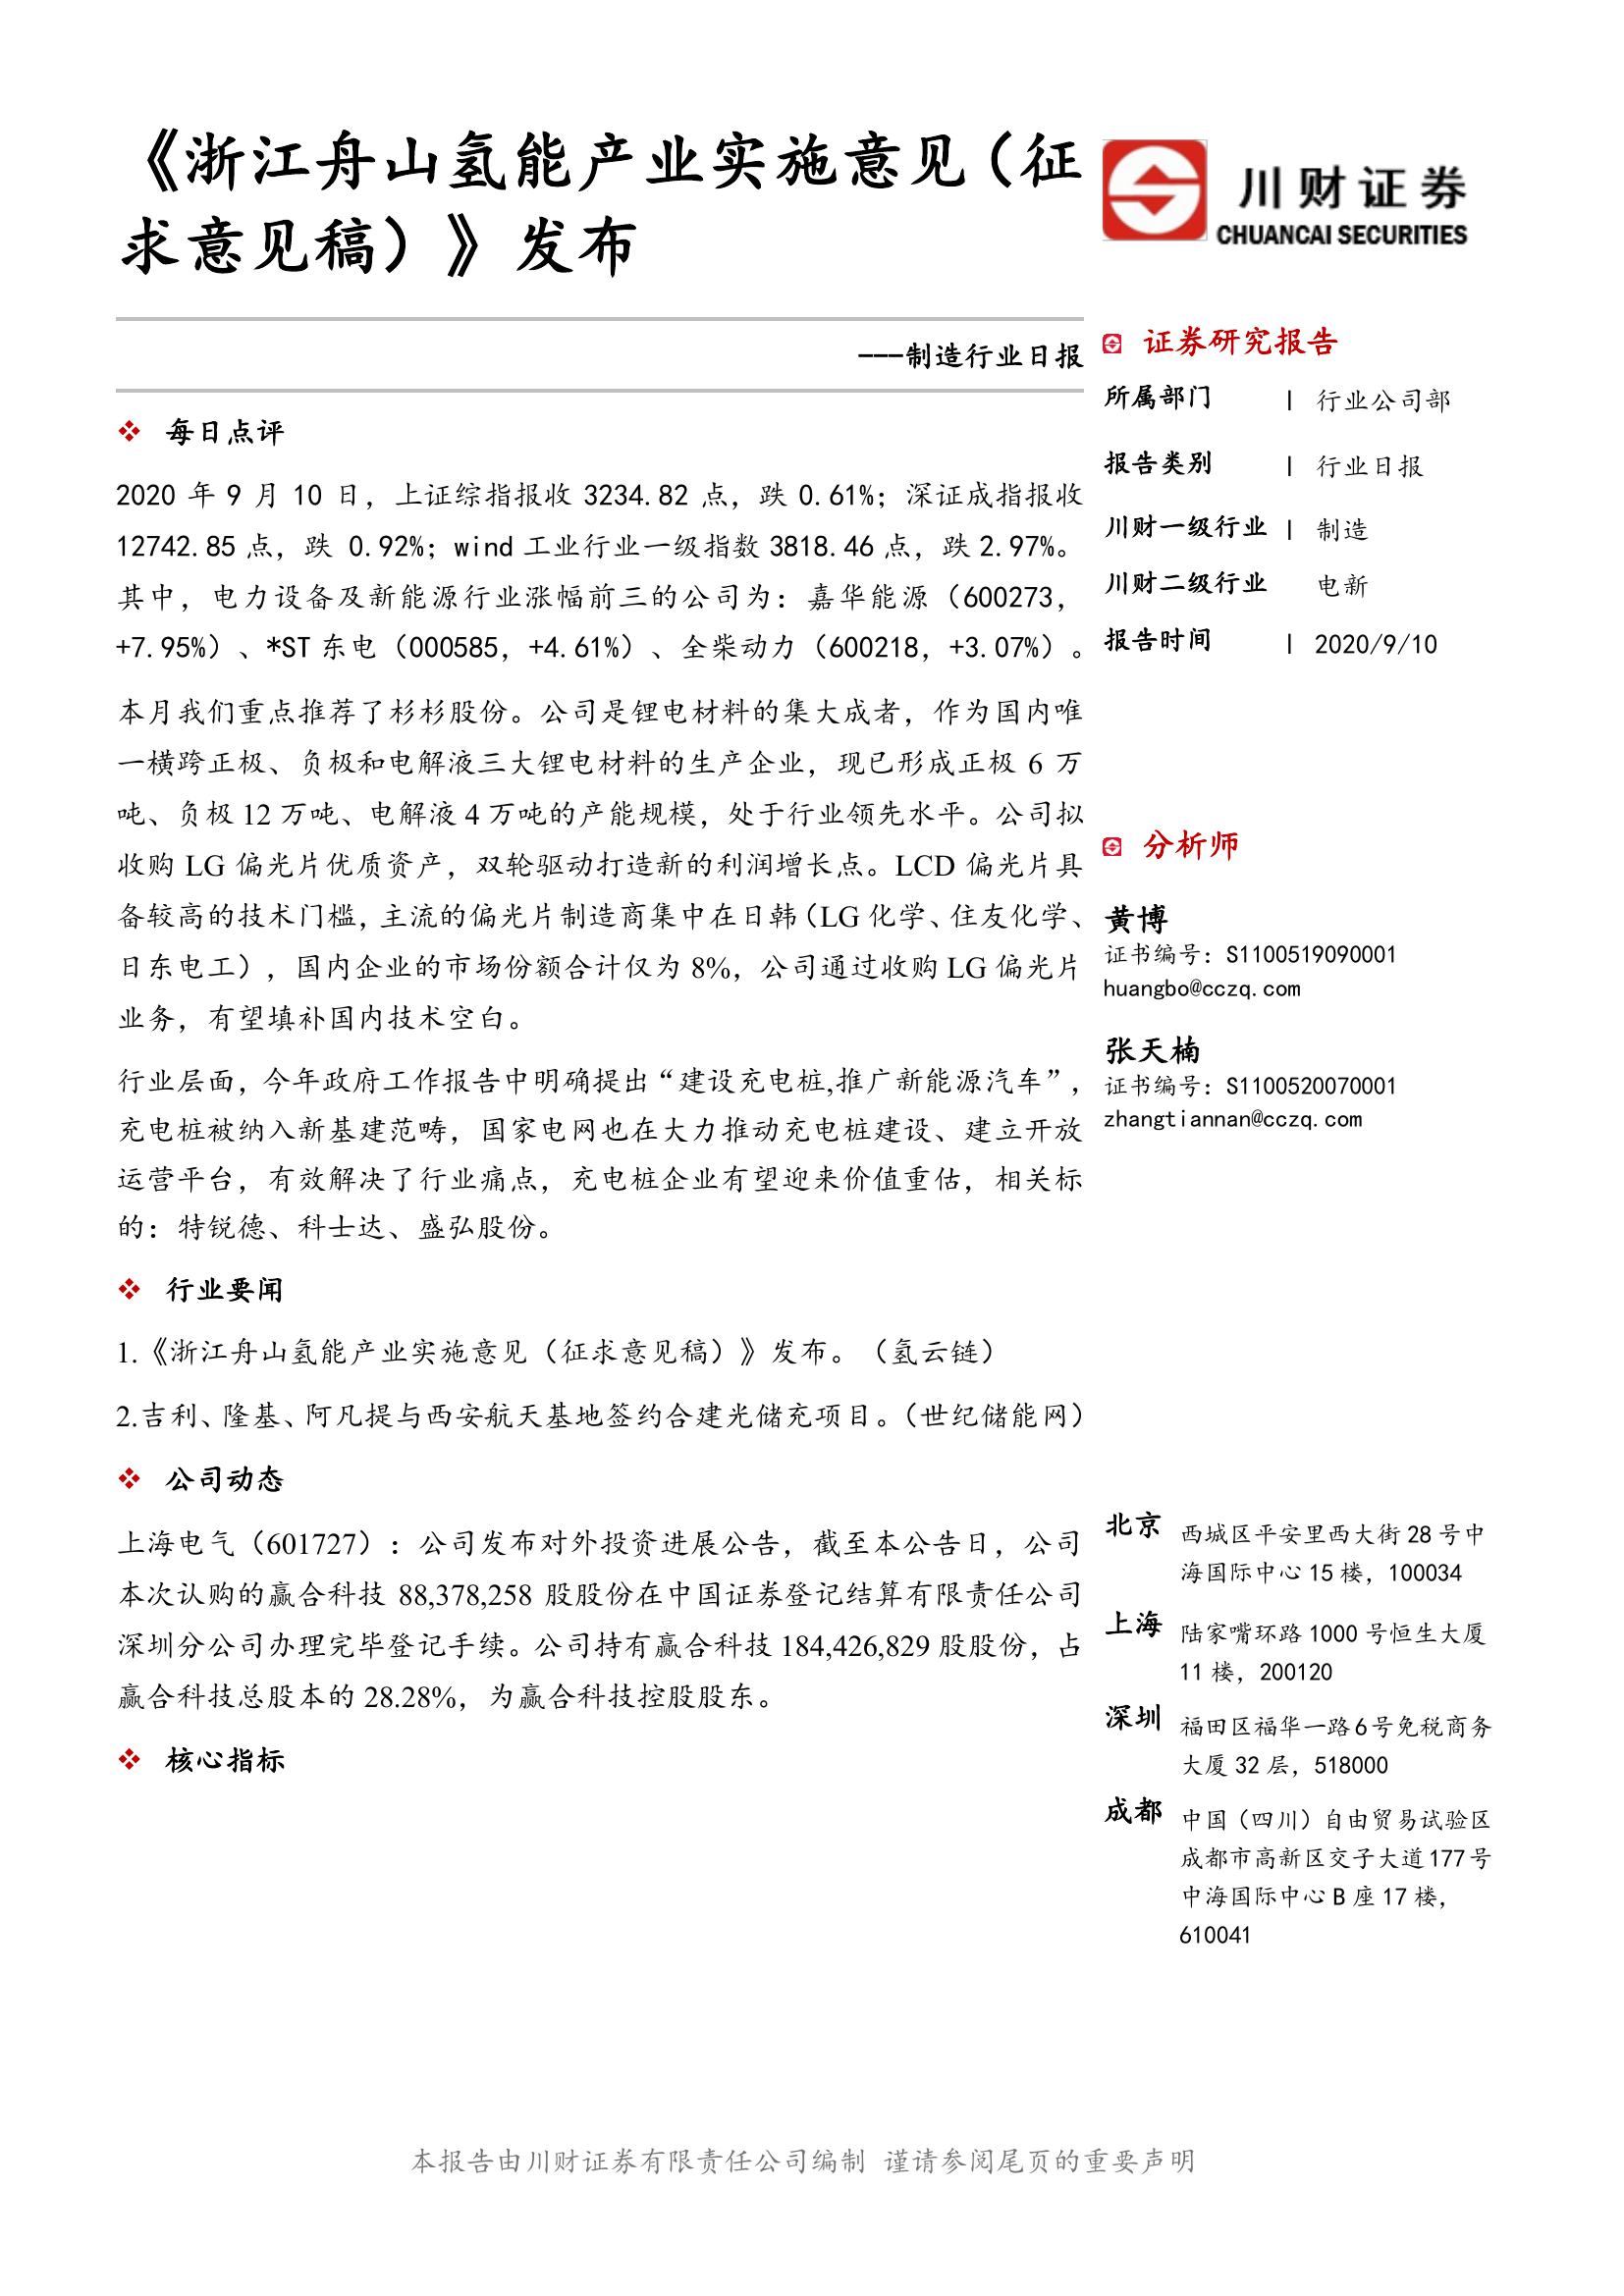 《浙江舟山氢能产业实施意见（征
求意见稿）》发布
---制造行业日报
❖ 每日点评
2020 年 9 月 10 日，上证综指报收 3234.82 点，跌 0.61%；深证成指报收
12742.85 点，跌 0.92%；wind 工业行业一级指数 3818.46 点，跌 2.97%。
其中，电力设备及新能源行业涨幅前三的公司为：嘉华能源（600273，
+7.95%）、*ST 东电（000585，+4.61%）、全柴动力（600218，+3.07%）。
本月我们重点推荐了杉杉股份。公司是锂电材料的集大成者，作为国内唯
一横跨正极、负极和电解液三大锂电材料的生产企业，现已形成正极 6 万
吨、负极 12 万吨、电解液 4 万吨的产能规模，处于行业领先水平。公司拟
收购 LG 偏光片优质资产，双轮驱动打造新的利润增长点。LCD 偏光片具
备较高的技术门槛，主流的偏光片制造商集中在日韩（LG 化学、住友化学、
日东电工），国内企业的市场份额合计仅为 8%，公司通过收购 LG 偏光片
业务，有望填补国内技术空白。
行业层面，今年政府工作报告中明确提出“建设充电桩,推广新能源汽车”，
充电桩被纳入新基建范畴，国家电网也在大力推动充电桩建设、建立开放
运营平台，有效解决了行业痛点，充电桩企业有望迎来价值重估，相关标
的：特锐德、科士达、盛弘股份。
❖ 行业要闻
1.《浙江舟山氢能产业实施意见（征求意见稿）》发布。（氢云链）
2.吉利、隆基、阿凡提与西安航天基地签约合建光储充项目。（世纪储能网）
❖ 公司动态
上海电气（601727）：公司发布对外投资进展公告，截至本公告日，公司
本次认购的赢合科技 88,378,258 股股份在中国证券登记结算有限责任公司
深圳分公司办理完毕登记手续。公司持有赢合科技 184,426,829 股股份，占
赢合科技总股本的 28.28%，为赢合科技控股股东。
❖ 核心指标
川财证券
CHUANCAI SECURITIES
证券研究报告
所属部门 | 行业公司部
报告类别 | 行业日报
川财一级行业 | 制造
川财二级行业 电新
报告时间 | 2020/9/10
分析师
黄博
证书编号：S1100519090001
huangbo@cczq.com
张天楠
证书编号：S1100520070001
zhangtiannan@cczq.com
北京 西城区平安里西大街 28 号中
海国际中心 15 楼，100034
上海 陆家嘴环路 1000 号恒生大厦
11 楼，200120
深圳 福田区福华一路 6 号免税商务
大厦 32 层，518000
成都 中国（四川）自由贸易试验区
成都市高新区交子大道 177 号
中海国际中心 B 座 17 楼，
610041
本报告由川财证券有限责任公司编制 谨请参阅尾页的重要声明